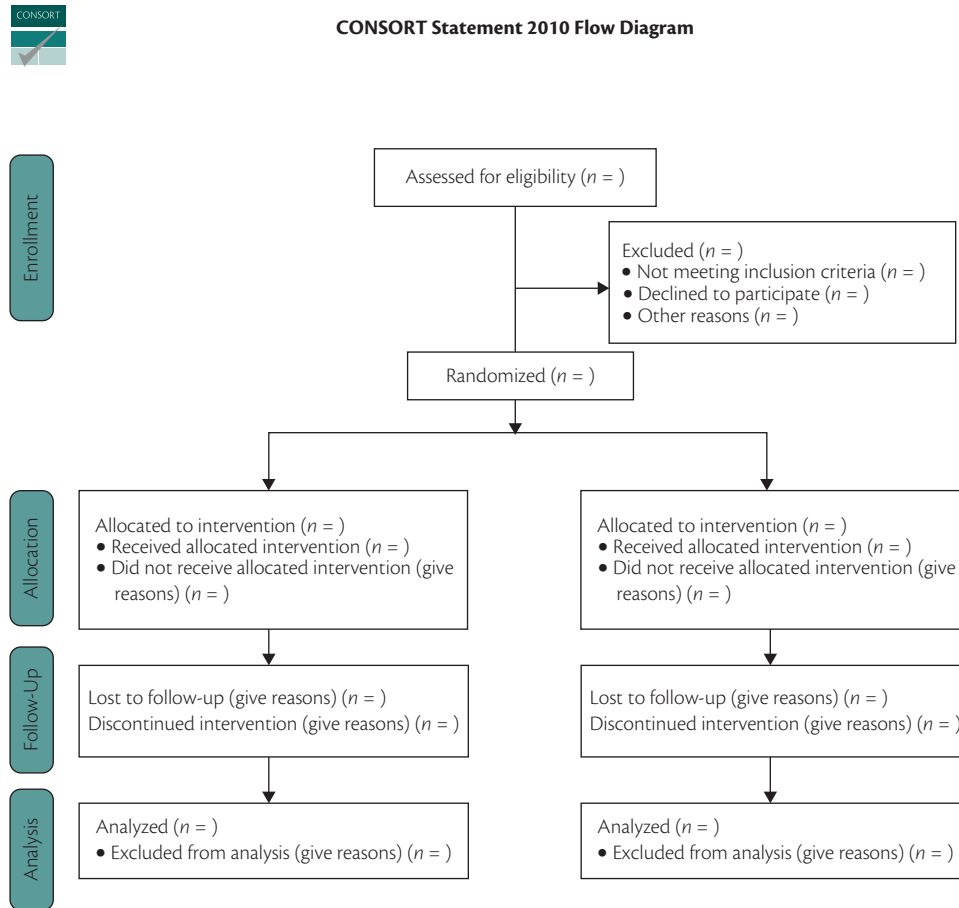 CONSORT
CONSORT Statement 2010 Flow Diagram
Enrollment
Assessed for eligibility (n = )
Excluded (n = )
● Not meeting inclusion criteria (n = )
● Declined to participate (n = )
● Other reasons (n = )
Randomized (n = )
Allocation
Allocated to intervention (n = )
● Received allocated intervention (n = )
● Did not receive allocated intervention (give
reasons) (n = )
Allocated to intervention (n = )
● Received allocated intervention (n = )
● Did not receive allocated intervention (give
reasons) (n = )
Follow-Up
Lost to follow-up (give reasons) (n = )
Discontinued intervention (give reasons) (n = )
Lost to follow-up (give reasons) (n = )
Discontinued intervention (give reasons) (n = )
Analysis
Analyzed (n = )
● Excluded from analysis (give reasons) (n = )
Analyzed (n = )
● Excluded from analysis (give reasons) (n = )